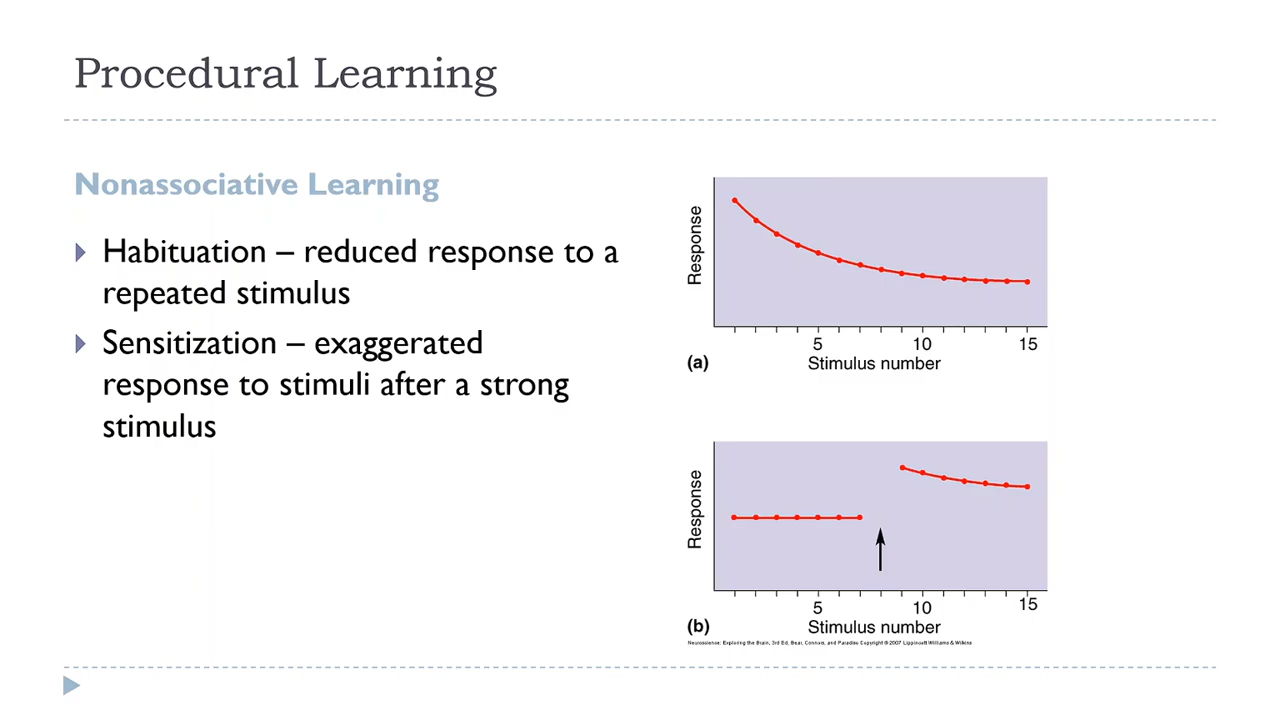 Procedural Learning
Nonassociative Learning
Habituation – reduced response to a
repeated stimulus
Sensitization – exaggerated
response to stimuli after a strong
stimulus
Response
5 10 15
Stimulus number
(a)
Response
5 10 15
Stimulus number
(b)
Neuroscience: Exploring the Brain, 3rd Ed, Bear, Connors, and Paradiso Copyright © 2007 Lippincott Williams & Wilkins